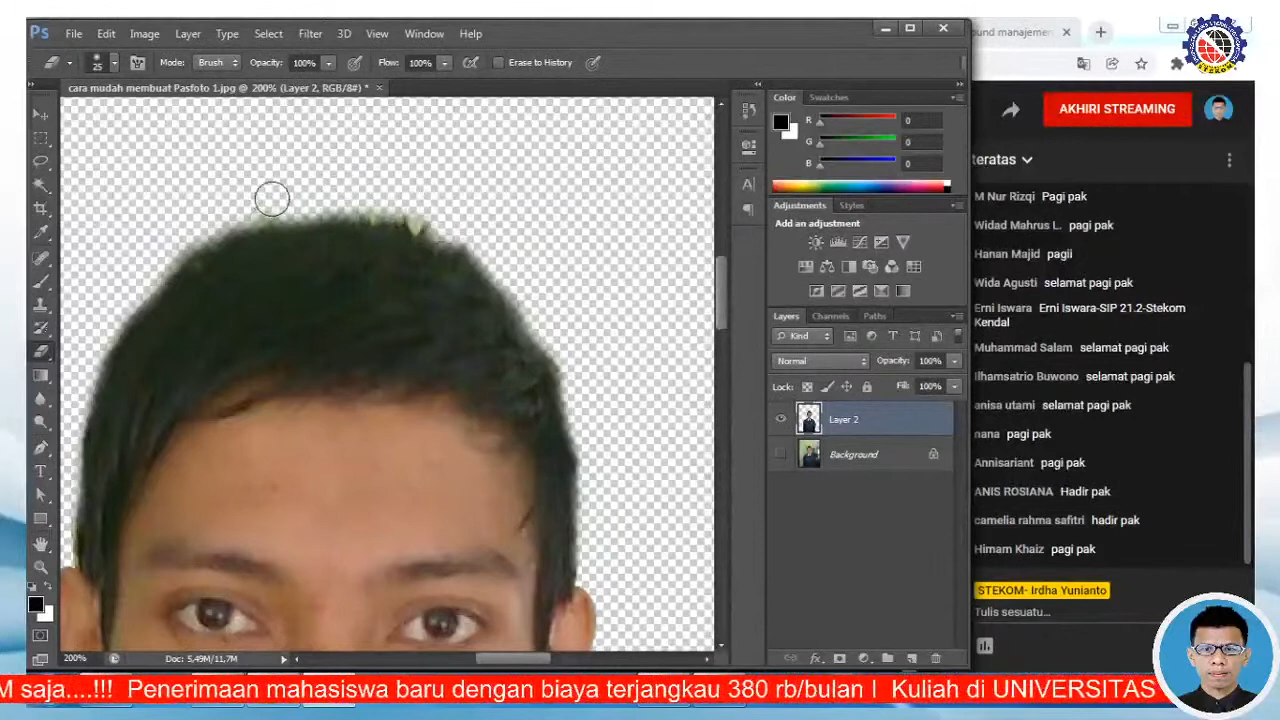 Ps File Edit Image Layer Type Select Filter 3D View Window Help
25 Mode: Brush Opacity: 100% Flow: 100% Erase to History
cara mudah membuat Pasfoto 1.jpg @ 200% (Layer 2, RGB/8#) * ×
Color Swatches
R 0
G 0
B 0
Adjustments Styles
Add an adjustment
Layers Channels Paths
Kind
Normal Opacity: 100%
Lock: Fill: 100%
Layer 2
Background
200% Doc: 5,49M/11,7M
und manajemen
STEKOM
AKHIRI STREAMING
teratas
M Nur Rizqi Pagi pak
Widad Mahrus L. pagi pak
Hanan Majid pagii
Wida Agusti selamat pagi pak
Erni Iswara Erni Iswara-SIP 21.2-Stekom
Kendal
Muhammad Salam selamat pagi pak
Ilhamsatrio Buwono selamat pagi pak
anisa utami selamat pagi pak
nana pagi pak
Annisariant pagi pak
ANIS ROSIANA Hadir pak
camelia rahma safitri hadir pak
Himam Khaiz pagi pak
STEKOM- Irdha Yunianto
Tulis sesuatu...
M saja....!!! Penerimaan mahasiswa baru dengan biaya terjangkau 380 rb/bulan I Kuliah di UNIVERSITAS